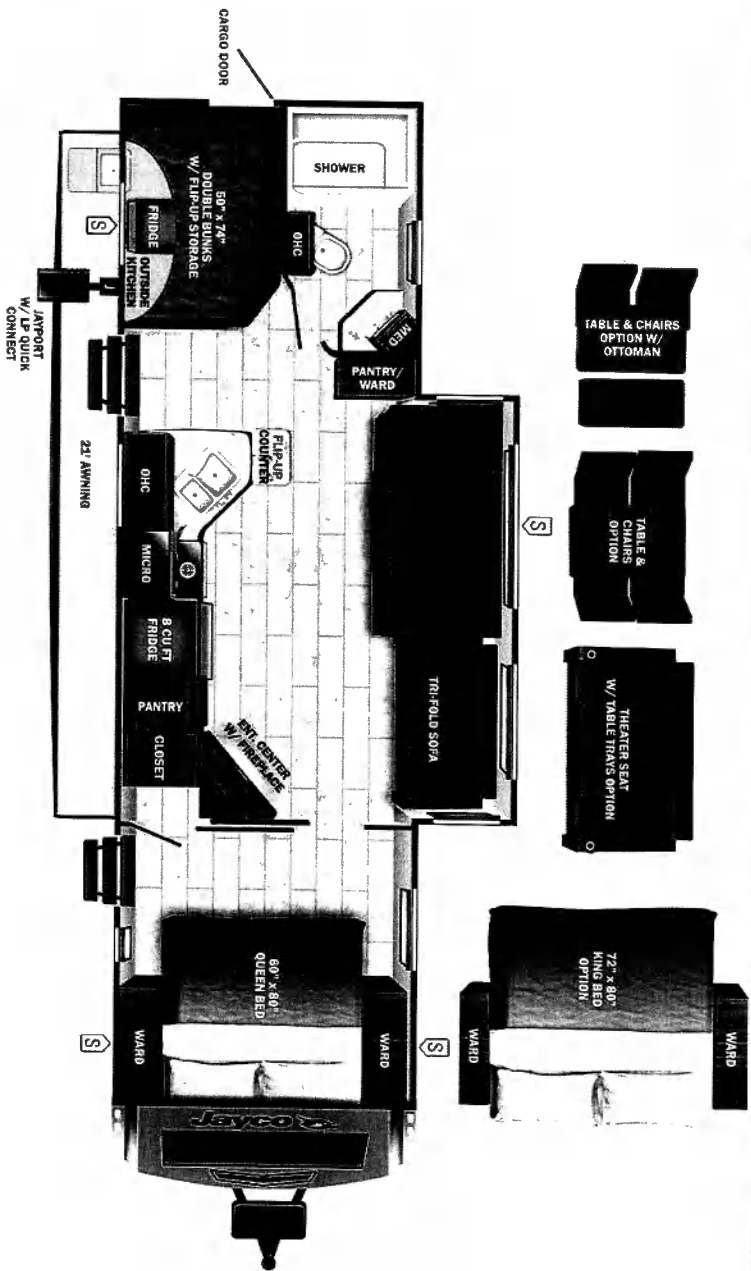 CARGO DOOR
SHOWER
50" x 74"
DOUBLE BUNKS
W/ FLIP-UP STORAGE
OHC
FRIDGE
OUTSIDE
KITCHEN
S
JAYPORT
W/ LP QUICK
CONNECT
MED
PANTRY/
WARD
TABLE & CHAIRS
OPTION W/
OTTOMAN
TABLE &
CHAIRS
OPTION
THEATER SEAT
W/ TABLE TRAYS OPTION
S
FLIP-UP
COUNTER
OHC
MICRO
8 CU FT
FRIDGE
PANTRY
CLOSET
21' AWNING
TRI-FOLD SOFA
ENT. CENTER
W/ FIREPLACE
60" x 80"
QUEEN BED
WARD
WARD
S
S
72" x 80"
KING BED
OPTION
WARD
WARD
JAYCO